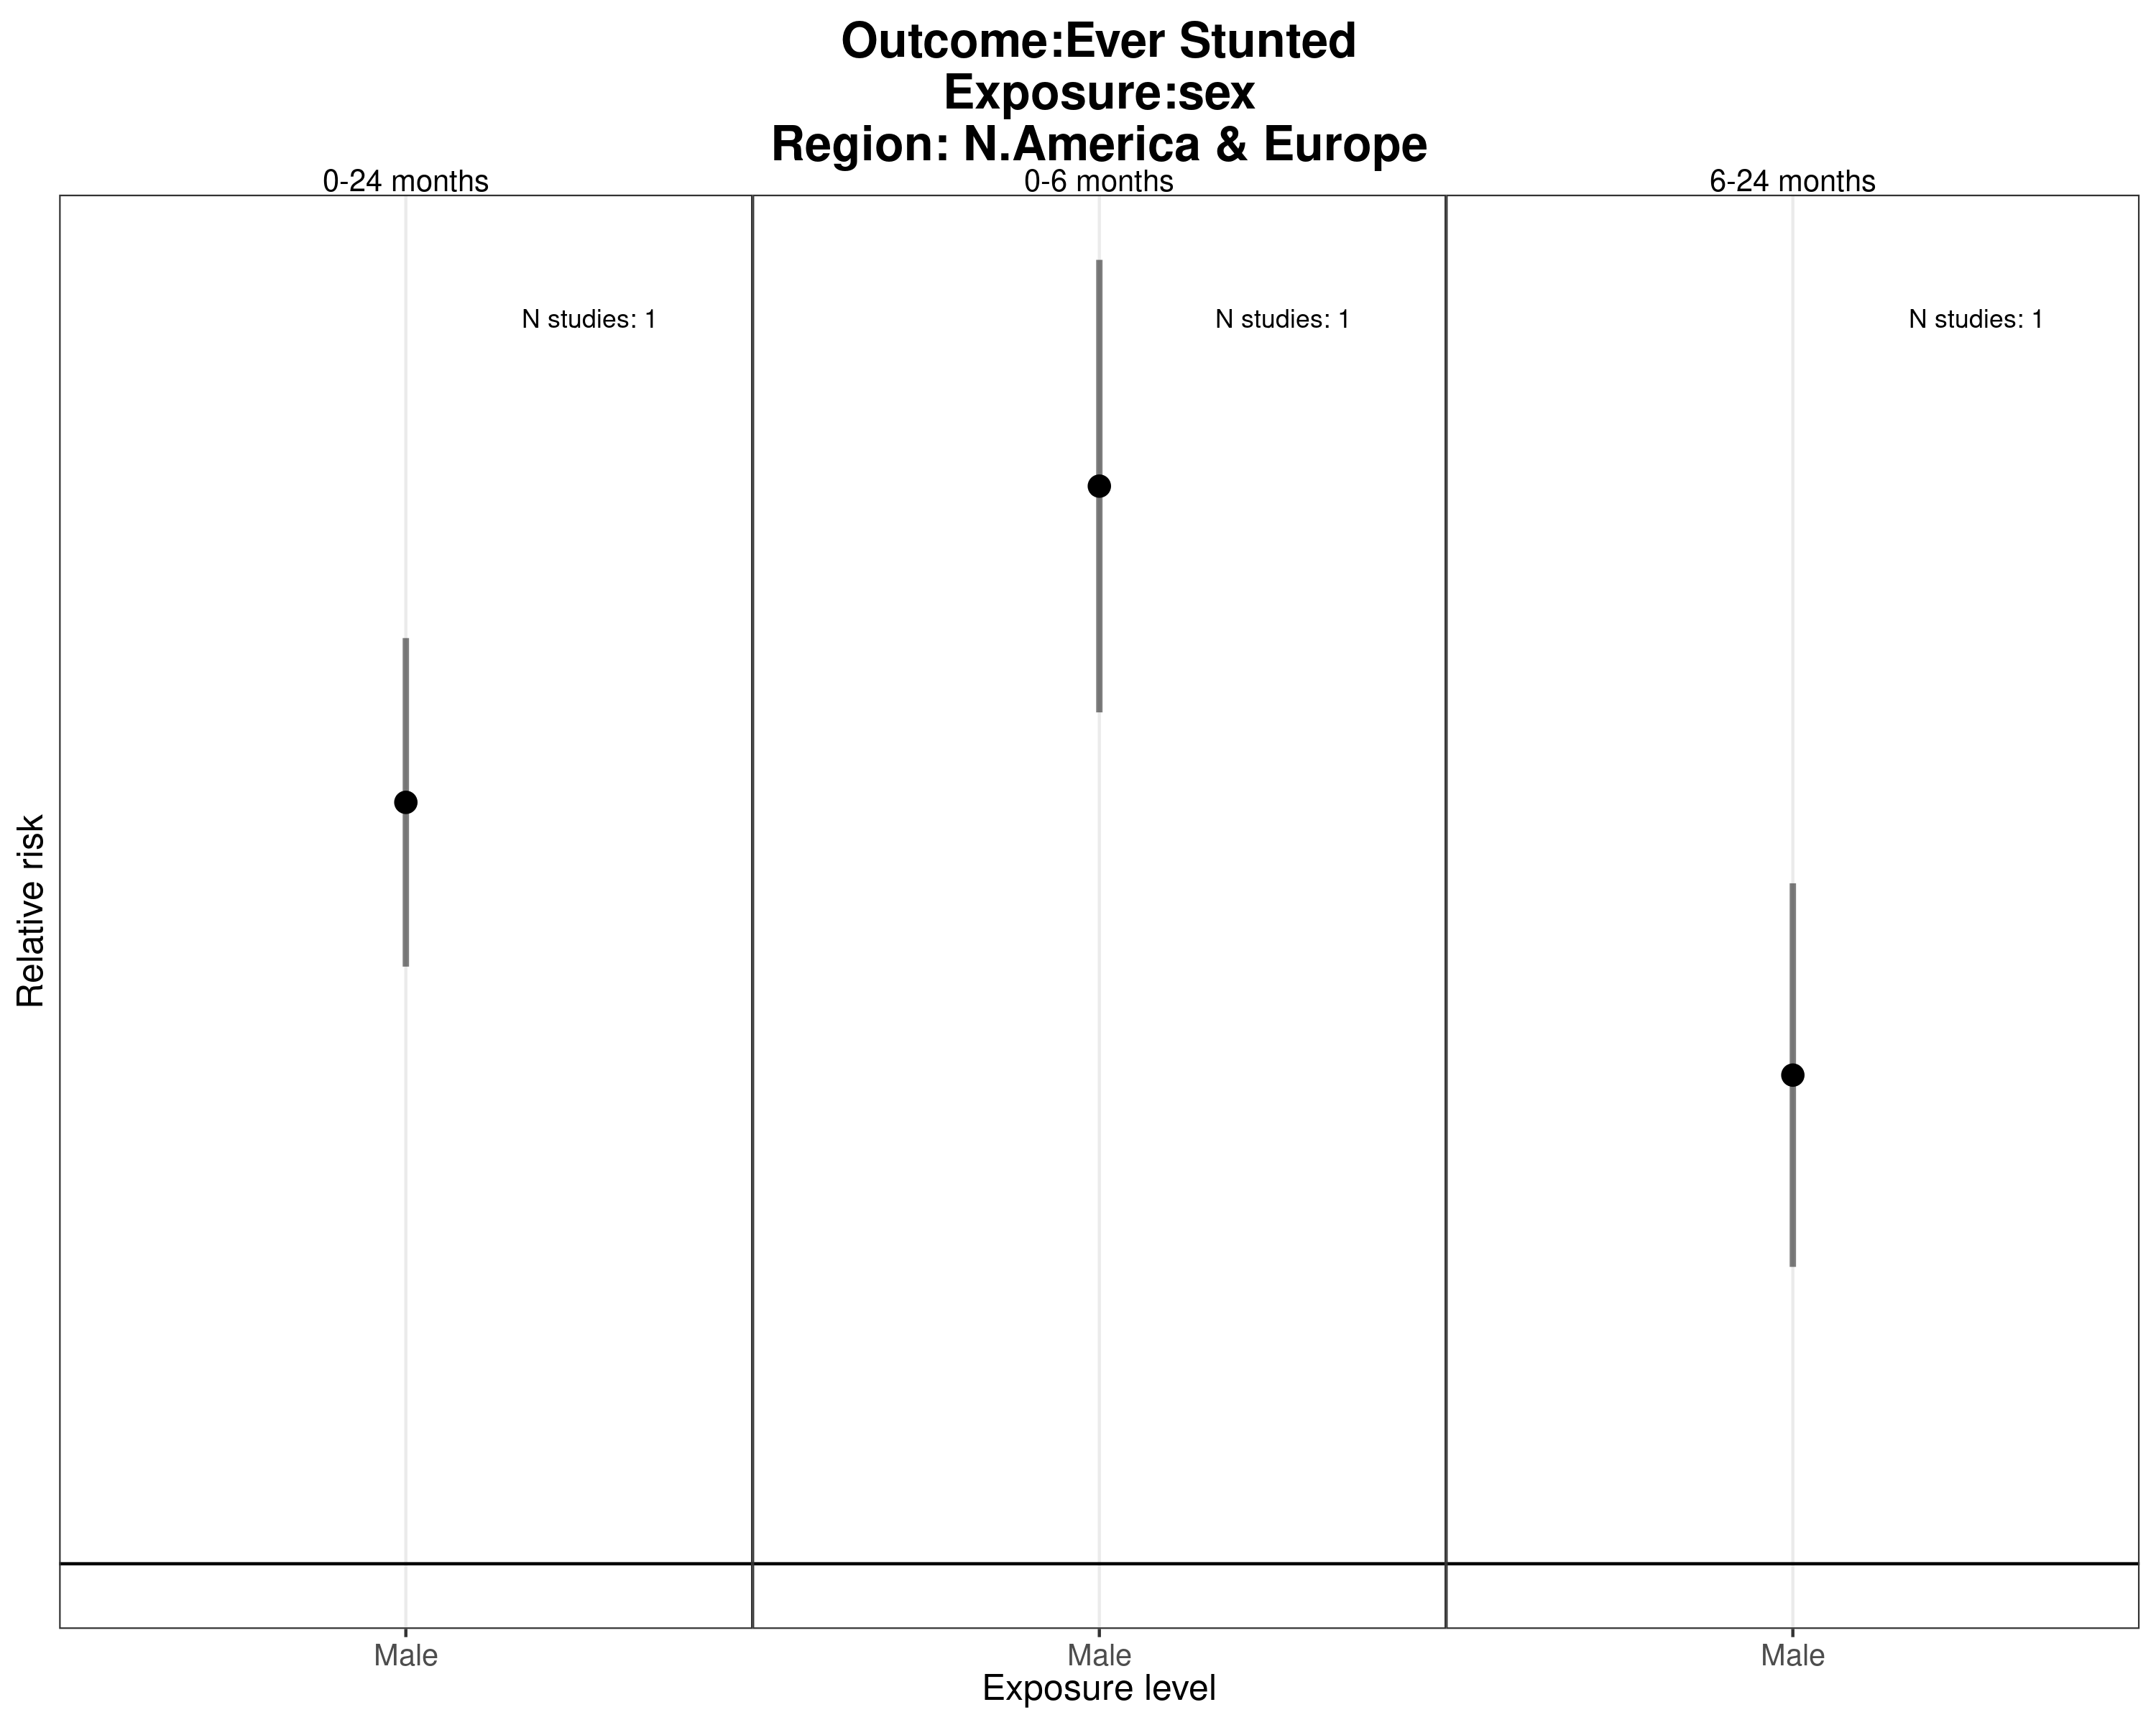 Outcome:Ever Stunted
Exposure:sex
Region: N.America & Europe
0-24 months
0-6 months
6-24 months
N studies: 1
N studies: 1
N studies: 1
Relative risk
Male
Male
Male
Exposure level